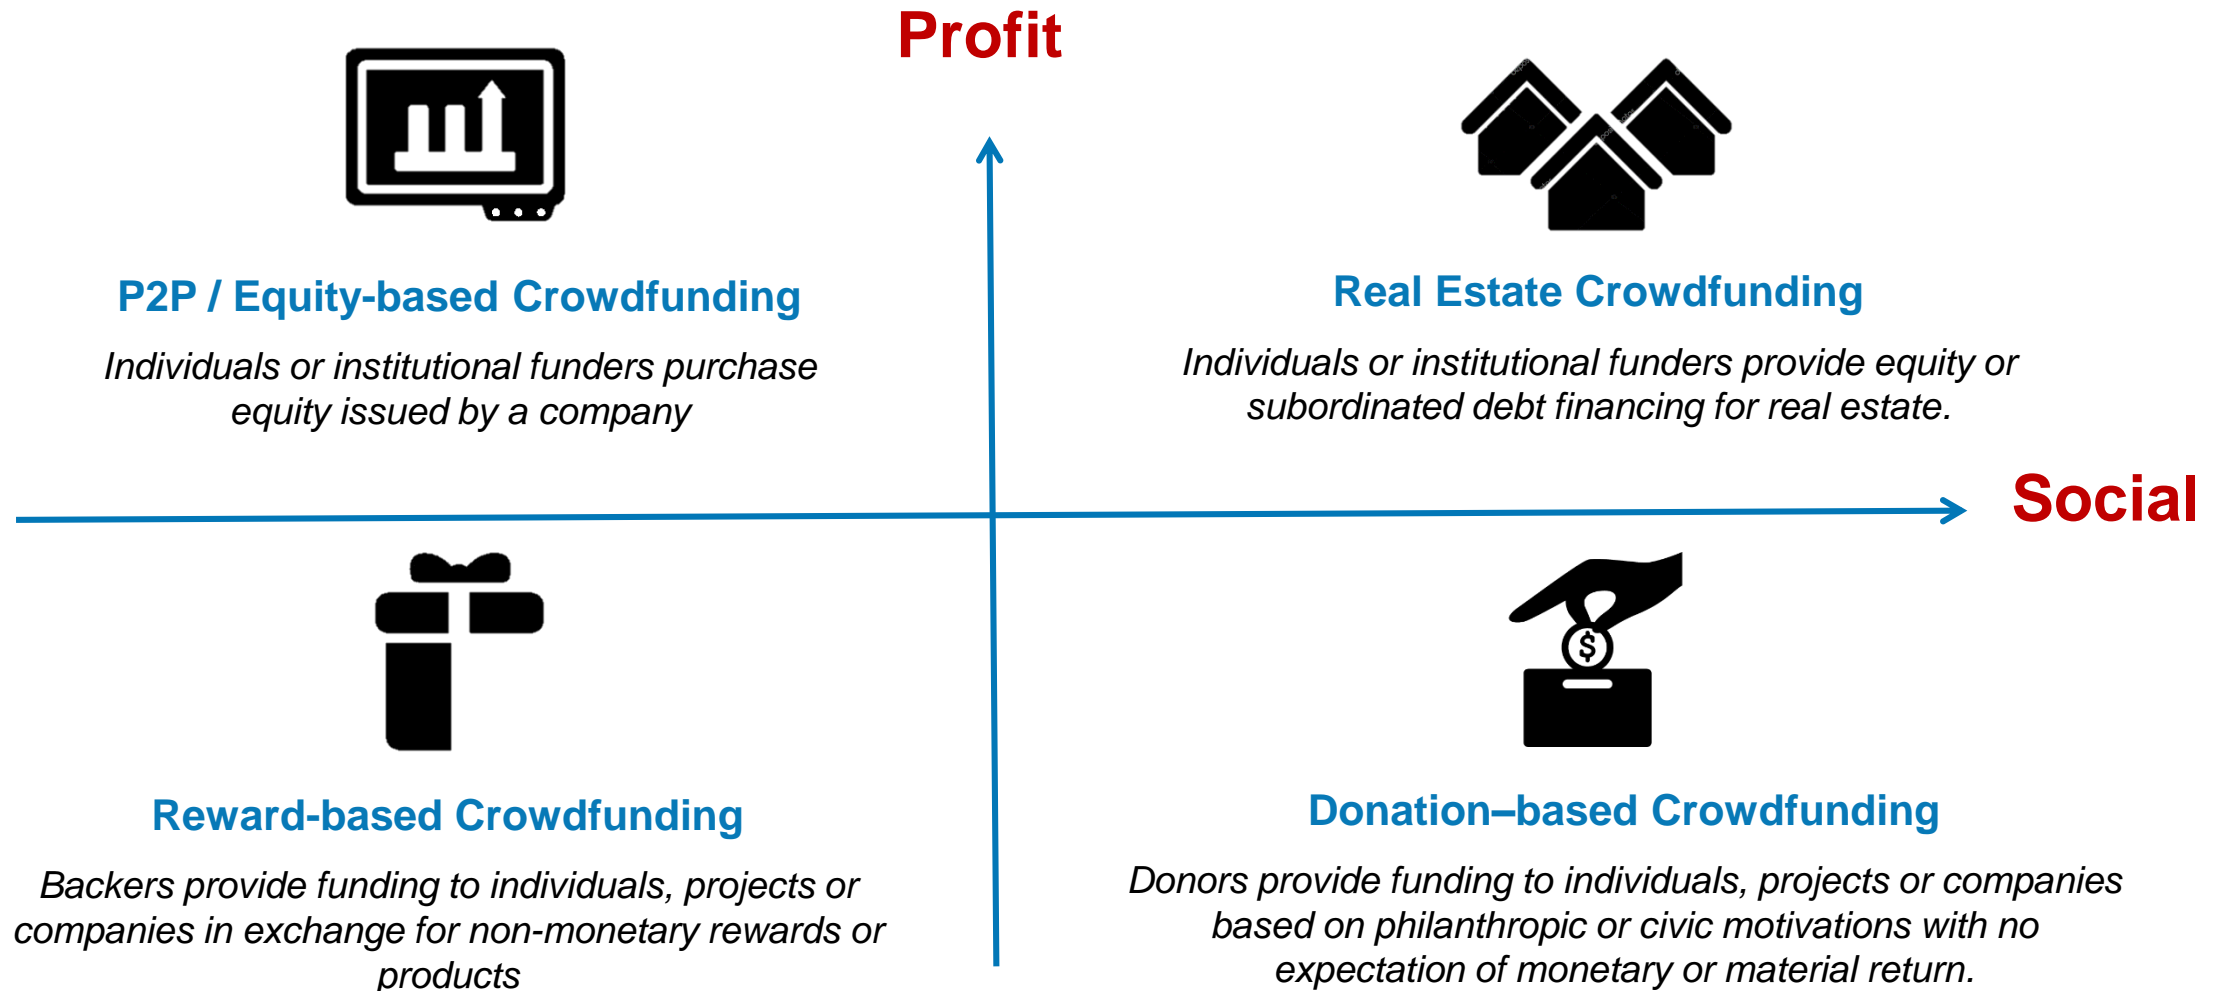 Profit
P2P / Equity-based Crowdfunding
Individuals or institutional funders purchase
equity issued by a company
Real Estate Crowdfunding
Individuals or institutional funders provide equity or
subordinated debt financing for real estate.
Social
Reward-based Crowdfunding
Backers provide funding to individuals, projects or
companies in exchange for non-monetary rewards or
products
$
Donation–based Crowdfunding
Donors provide funding to individuals, projects or companies
based on philanthropic or civic motivations with no
expectation of monetary or material return.